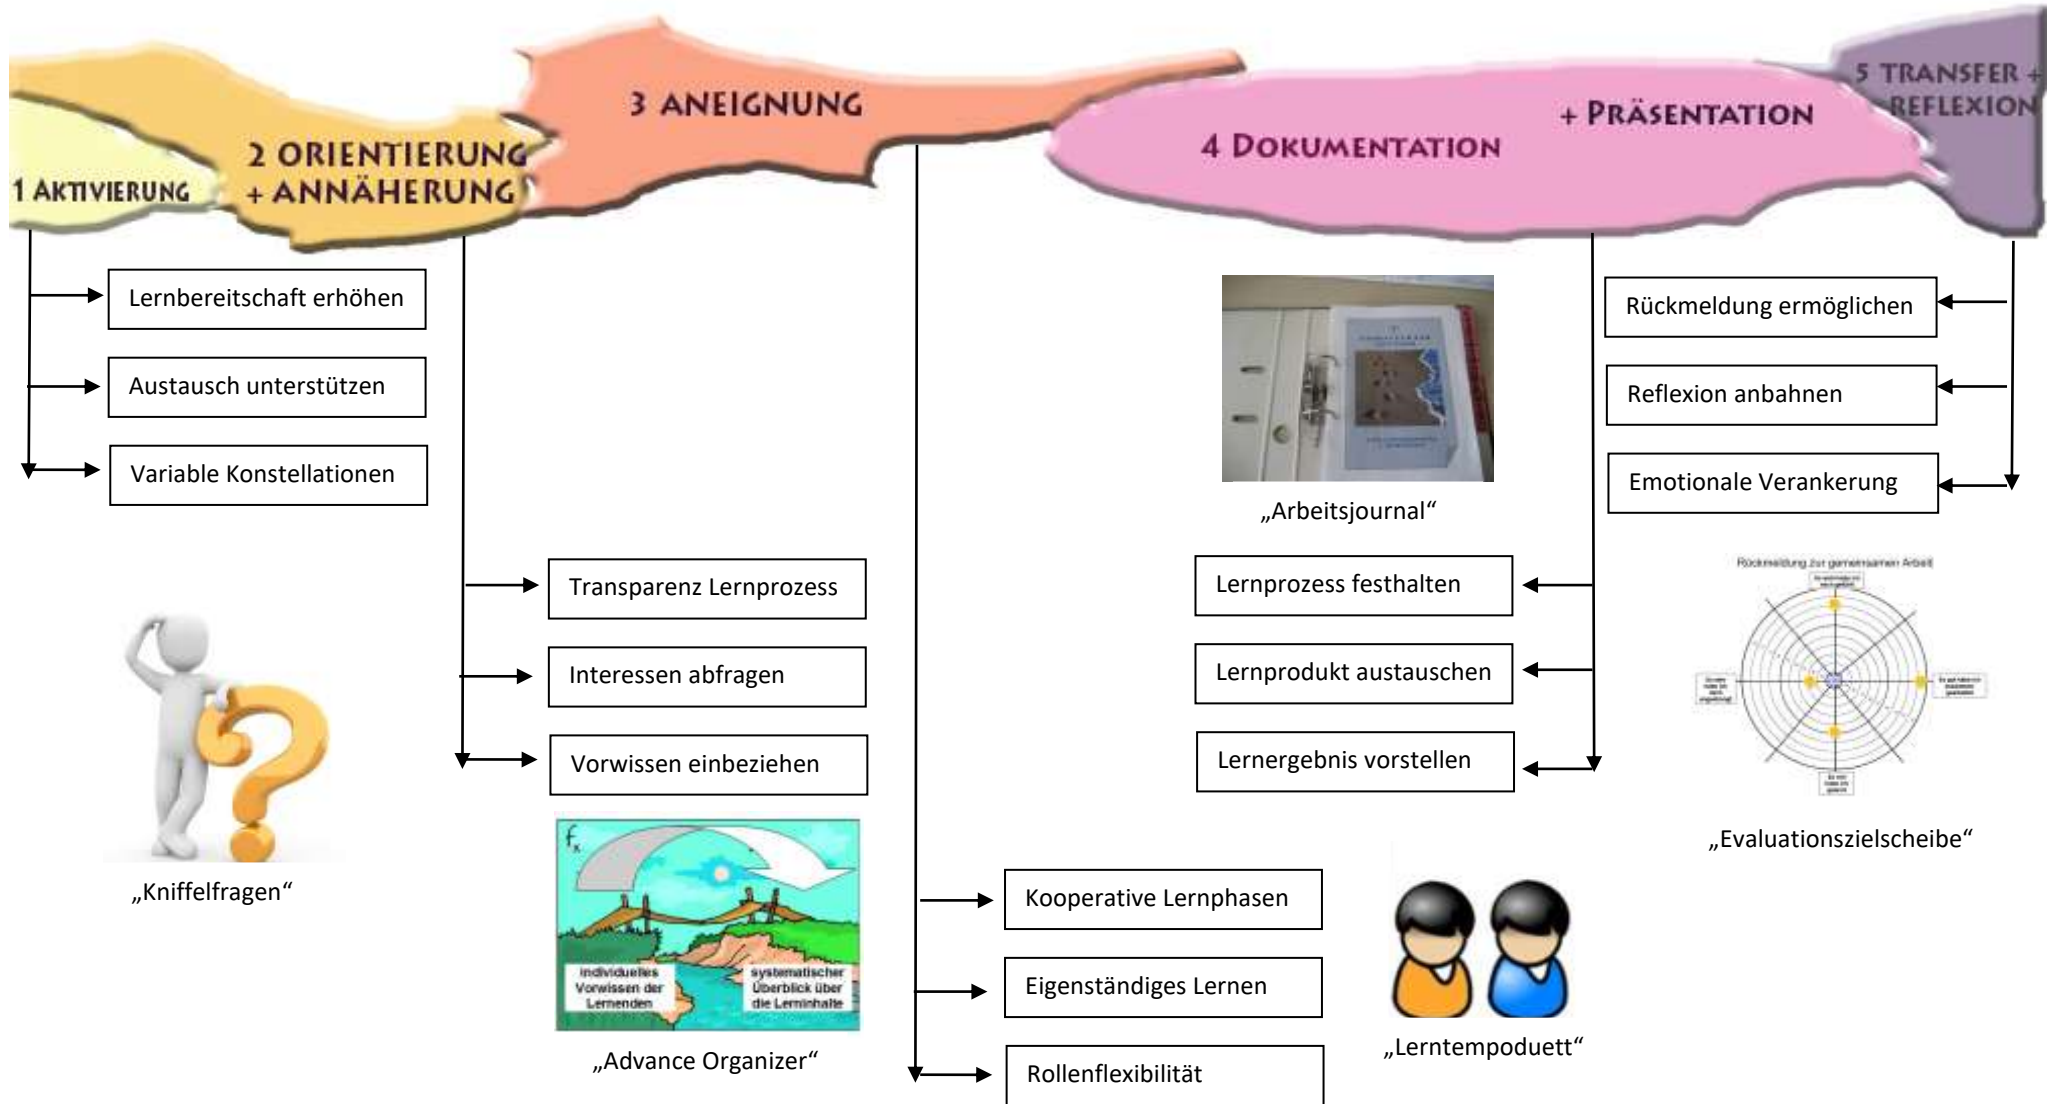 1 AKTIVIERUNG
2 ORIENTIERUNG
+ ANNÄHERUNG
3 ANEIGNUNG
4 DOKUMENTATION
+ PRÄSENTATION
5 TRANSFER +
REFLEXION
Lernbereitschaft erhöhen
Austausch unterstützen
Variable Konstellationen
„Kniffelfragen“
Transparenz Lernprozess
Interessen abfragen
Vorwissen einbeziehen
fx
individuelles
Vorwissen der
Lernenden
systematischer
Überblick über
die Lerninhalte
„Advance Organizer“
Kooperative Lernphasen
Eigenständiges Lernen
Rollenflexibilität
„Lerntempoduett“
„Arbeitsjournal“
Lernprozess festhalten
Lernprodukt austauschen
Lernergebnis vorstellen
Rückmeldung ermöglichen
Reflexion anbahnen
Emotionale Verankerung
Rückmeldung zur gemeinsamen Arbeit
„Evaluationszielscheibe“